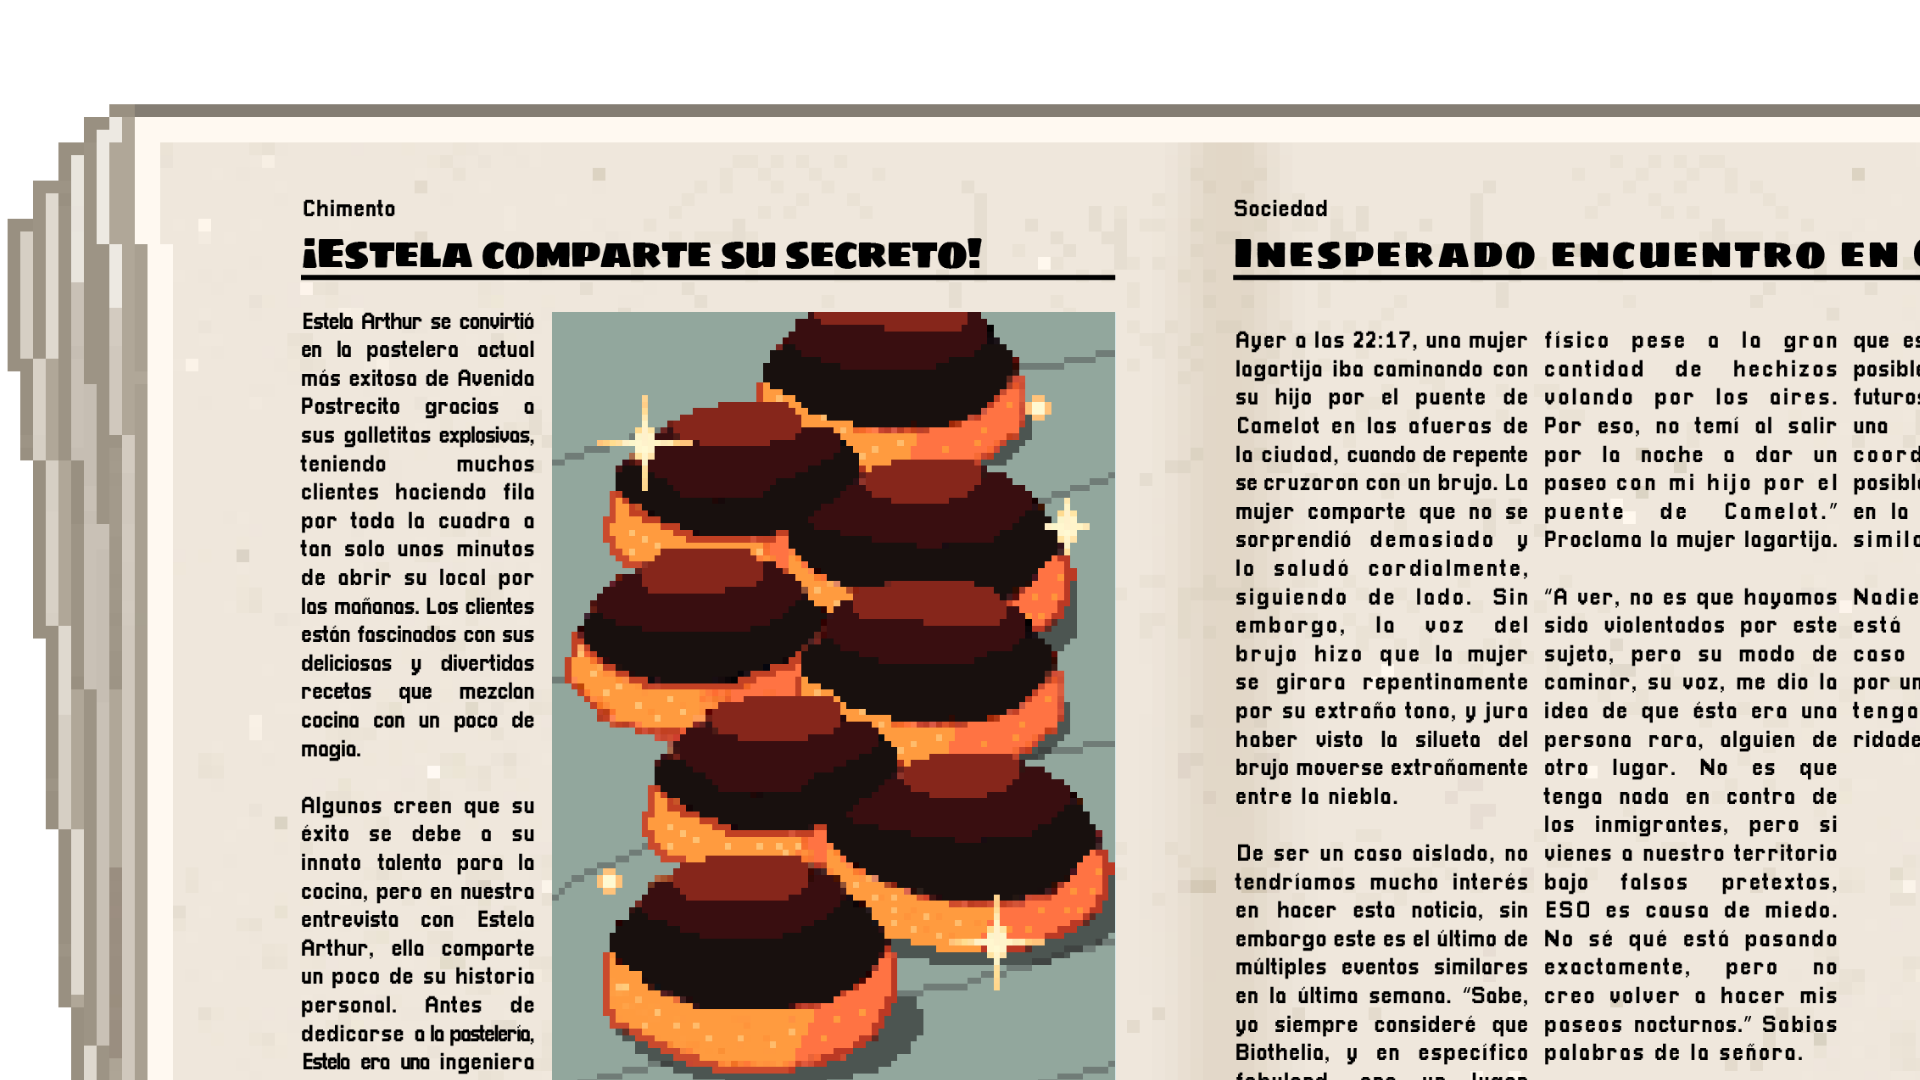 Chimento
¡ESTELA COMPARTE SU SECRETO!
Estela Arthur se convirtió
en la pastelera actual
más exitosa de Avenida
Postrecito gracias a
sus galletitas explosivas,
teniendo muchos
clientes haciendo fila
por toda la cuadra a
tan solo unos minutos
de abrir su local por
las mañanas. Los clientes
están fascinados con sus
deliciosas y divertidas
recetas que mezclan
cocina con un poco de
magia.
Algunos creen que su
éxito se debe a su
innato talento para la
cocina, pero en nuestra
entrevista con Estela
Arthur, ella comparte
un poco de su historia
personal. Antes de
dedicarse a la pastelería,
Estela era una ingeniera
Sociedad
INESPERADO ENCUENTRO EN
Ayer a las 22:17, una mujer
lagartija iba caminando con
su hijo por el puente de
Camelot en las afueras de
la ciudad, cuando de repente
se cruzaron con un brujo. La
mujer comparte que no se
sorprendió demasiado y
lo saludó cordialmente,
siguiendo de lado. Sin
embargo, la voz del
brujo hizo que la mujer
se girara repentinamente
por su extraño tono, y jura
haber visto la silueta del
brujo moverse extrañamente
entre la niebla.
De ser un caso aislado, no
tendríamos mucho interés
en hacer esta noticia, sin
embargo este es el último de
múltiples eventos similares
en la última semana. "Sabe,
yo siempre consideré que
Biothelia, y en específico
físico pese a la gran
cantidad de hechizos
volando por los aires.
Por eso, no temí al salir
por la noche a dar un
paseo con mi hijo por el
puente de Camelot."
Proclama la mujer lagartija.
"A ver, no es que hayamos
sido violentados por este
sujeto, pero su modo de
caminar, su voz, me dio la
idea de que ésta era una
persona rara, alguien de
otro lugar. No es que
tenga nada en contra de
los inmigrantes, pero si
vienes a nuestro territorio
bajo falsos pretextos,
ESO es causa de miedo.
No sé qué está pasando
exactamente, pero no
creo volver a hacer mis
paseos nocturnos." Sabias
palabras de la señora.
que es
posible
futuros
una
coord
posible
en la
simila
Nadie
está
caso
por un
tenga
ridade